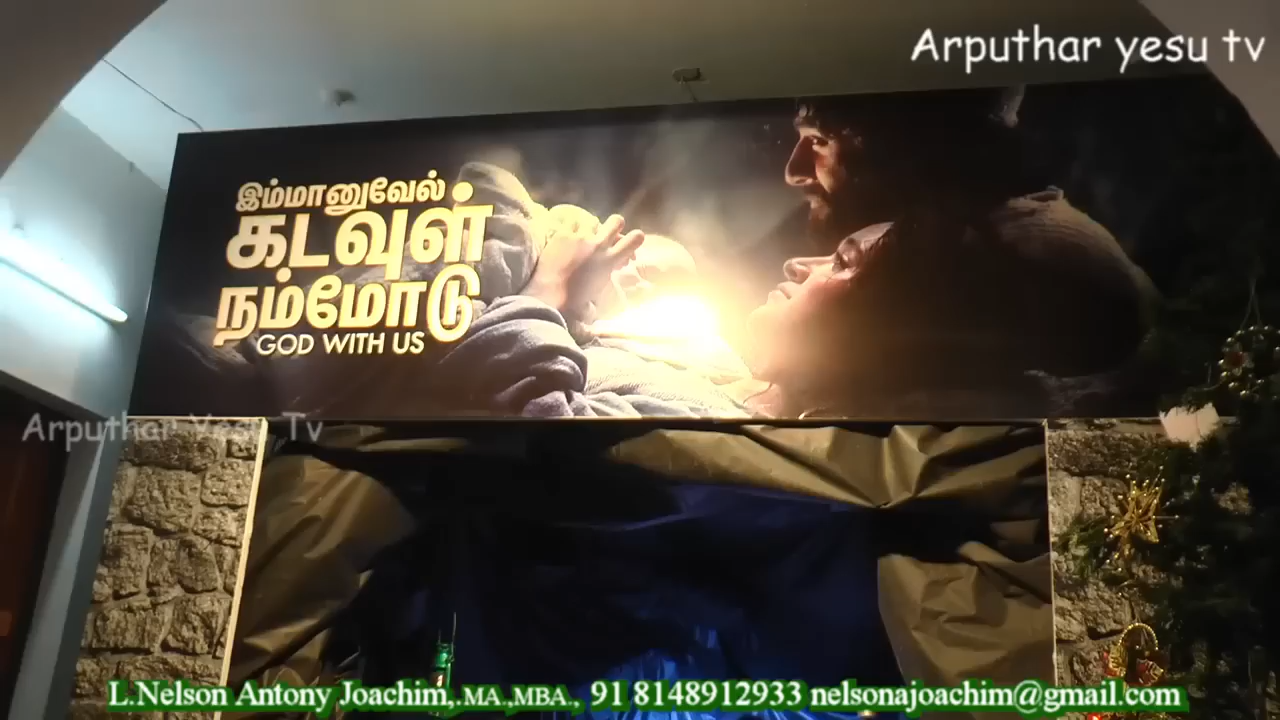 Arputhar yesu tv
இம்மானுவேல்
கடவுள்
நம்மோடு
GOD WITH US
Arputhar Yesu Tv
L.Nelson Antony Joachim,.MA.,MBA., 91 8148912933 nelsonajoachim@gmail.com